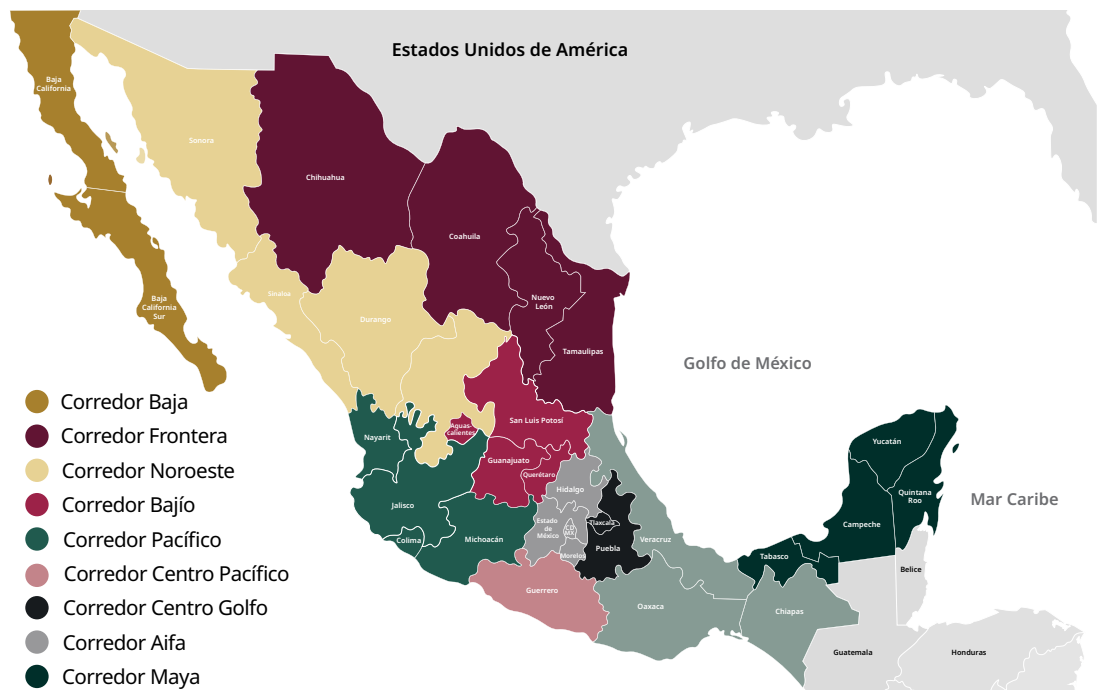 Estados Unidos de América
Baja
California
Sonora
Chihuahua
Coahuila
Nuevo
León
Tamaulipas
Sinaloa
Durango
Baja
California
Sur
Golfo de México
Corredor Baja
Corredor Frontera
Corredor Noroeste
Corredor Bajío
Corredor Pacífico
Corredor Centro Pacífico
Corredor Centro Golfo
Corredor Aifa
Corredor Maya
Nayarit
Aguas-
calientes
San Luis Potosí
Guanajuato
Querétaro
Hidalgo
Jalisco
Colima
Michoacán
Estado
de
México
CD
MX
Tlaxcala
Morelos
Puebla
Veracruz
Guerrero
Oaxaca
Yucatán
Quintana
Roo
Campeche
Tabasco
Chiapas
Mar Caribe
Belice
Guatemala
Honduras